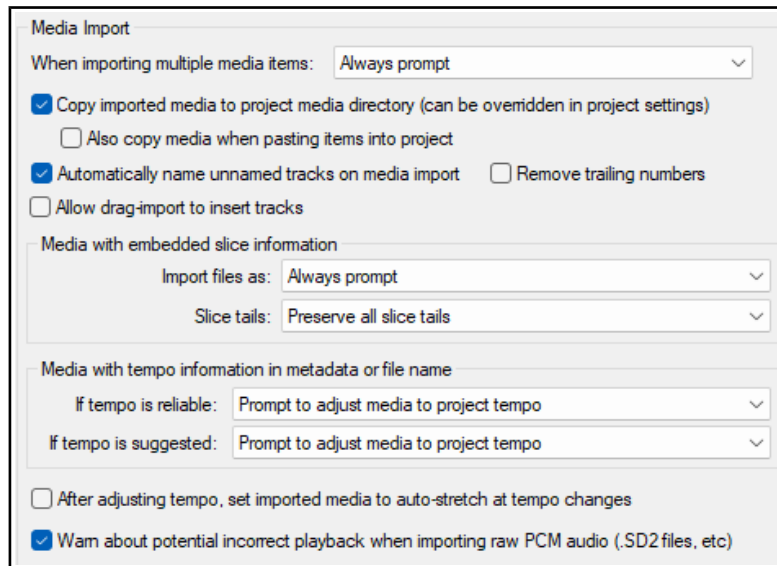 Media Import
When importing multiple media items: Always prompt
Copy imported media to project media directory (can be overridden in project settings)
Also copy media when pasting items into project
Automatically name unnamed tracks on media import Remove trailing numbers
Allow drag-import to insert tracks
Media with embedded slice information
Import files as: Always prompt
Slice tails: Preserve all slice tails
Media with tempo information in metadata or file name
If tempo is reliable: Prompt to adjust media to project tempo
If tempo is suggested: Prompt to adjust media to project tempo
After adjusting tempo, set imported media to auto-stretch at tempo changes
Warn about potential incorrect playback when importing raw PCM audio (.SD2 files, etc)